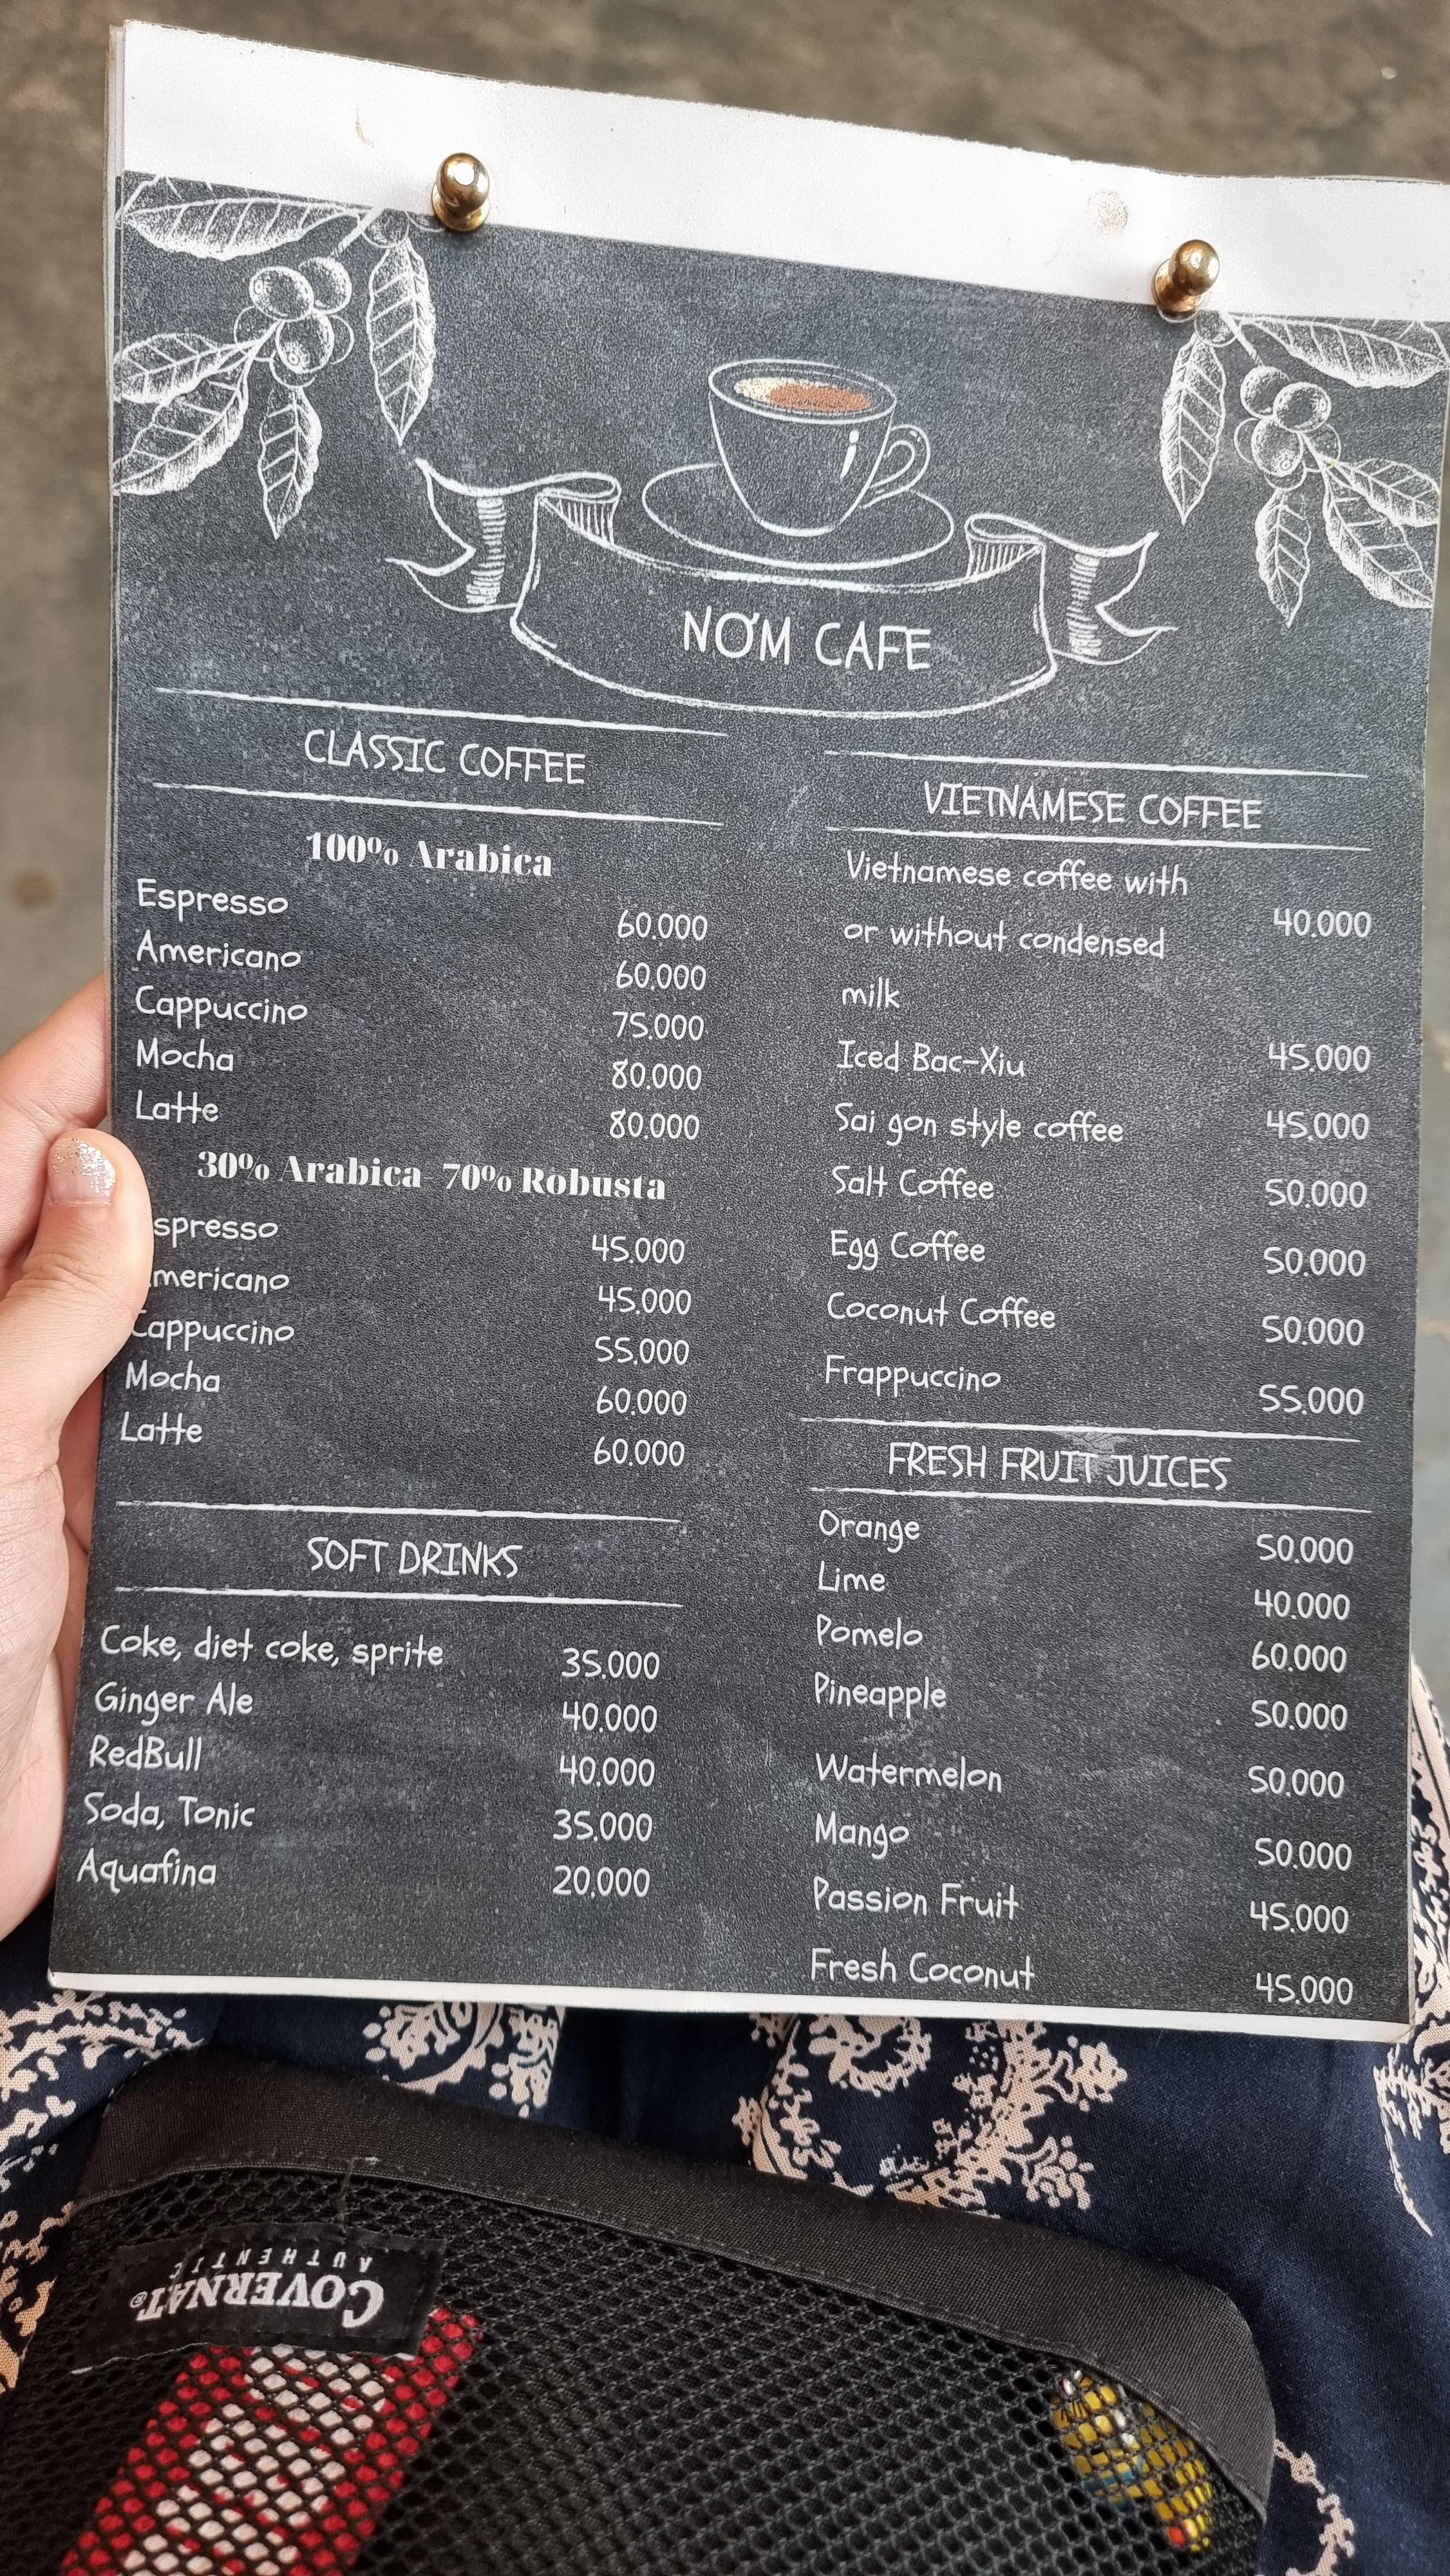 NƠM CAFE
CLASSIC COFFEE
100% Arabica
Espresso 60.000
Americano 60.000
Cappuccino 75.000
Mocha 80.000
Latte 80.000
30% Arabica 70% Robusta
spresso 45.000
mericano 45.000
Cappuccino 55.000
Mocha 60.000
Latte 60.000
SOFT DRINKS
Coke, diet coke, sprite 35.000
Ginger Ale 40.000
RedBull 40.000
Soda, Tonic 35.000
Aquafina 20.000
VIETNAMESE COFFEE
Vietnamese coffee with
or without condensed 40.000
milk
Iced Bac-Xiu 45.000
Sai gon style coffee 45.000
Salt Coffee 50.000
Egg Coffee 50.000
Coconut Coffee 50.000
Frappuccino 55.000
FRESH FRUIT JUICES
Orange 50.000
Lime 40.000
Pomelo 60.000
Pineapple 50.000
Watermelon 50.000
Mango 50.000
Passion Fruit 45.000
Fresh Coconut 45.000
COVERNAT®
AUTHENTIC